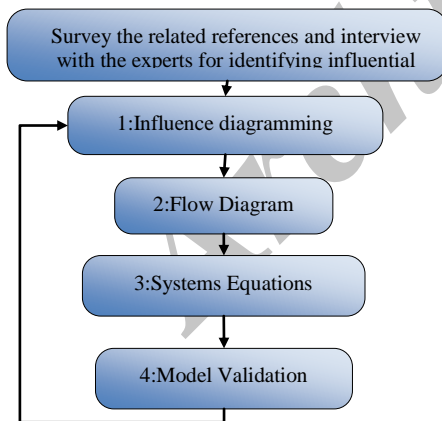 Survey the related references and interview
with the experts for identifying influential
1:Influence diagramming
2:Flow Diagram
3:Systems Equations
4:Model Validation